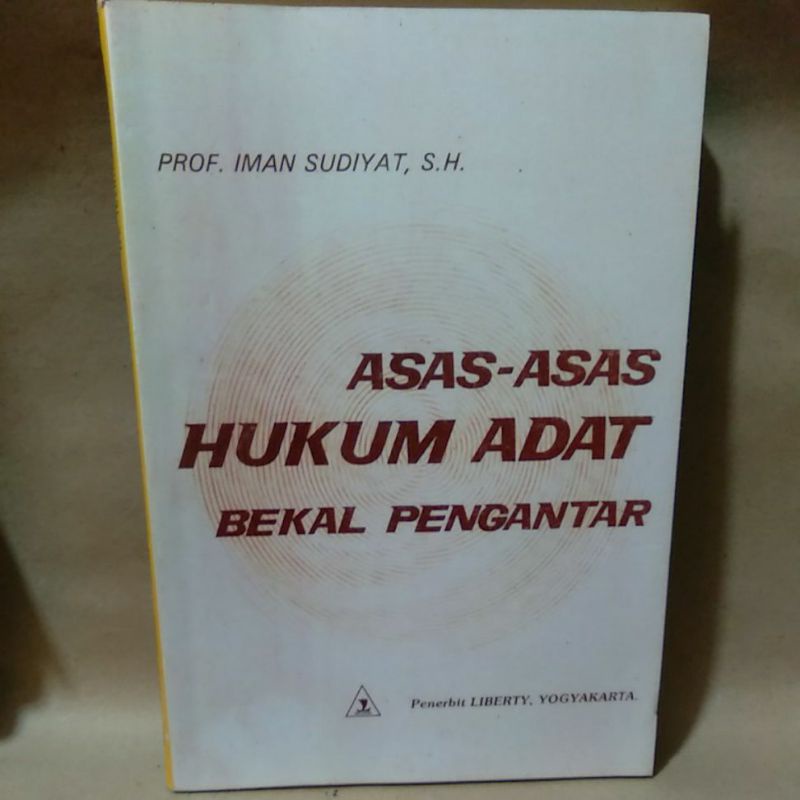 PROF. IMAN SUDIYAT, S.H.
ASAS-ASAS
HUKUM ADAT
BEKAL PENGANTAR
Penerbit LIBERTY, YOGYAKARTA.